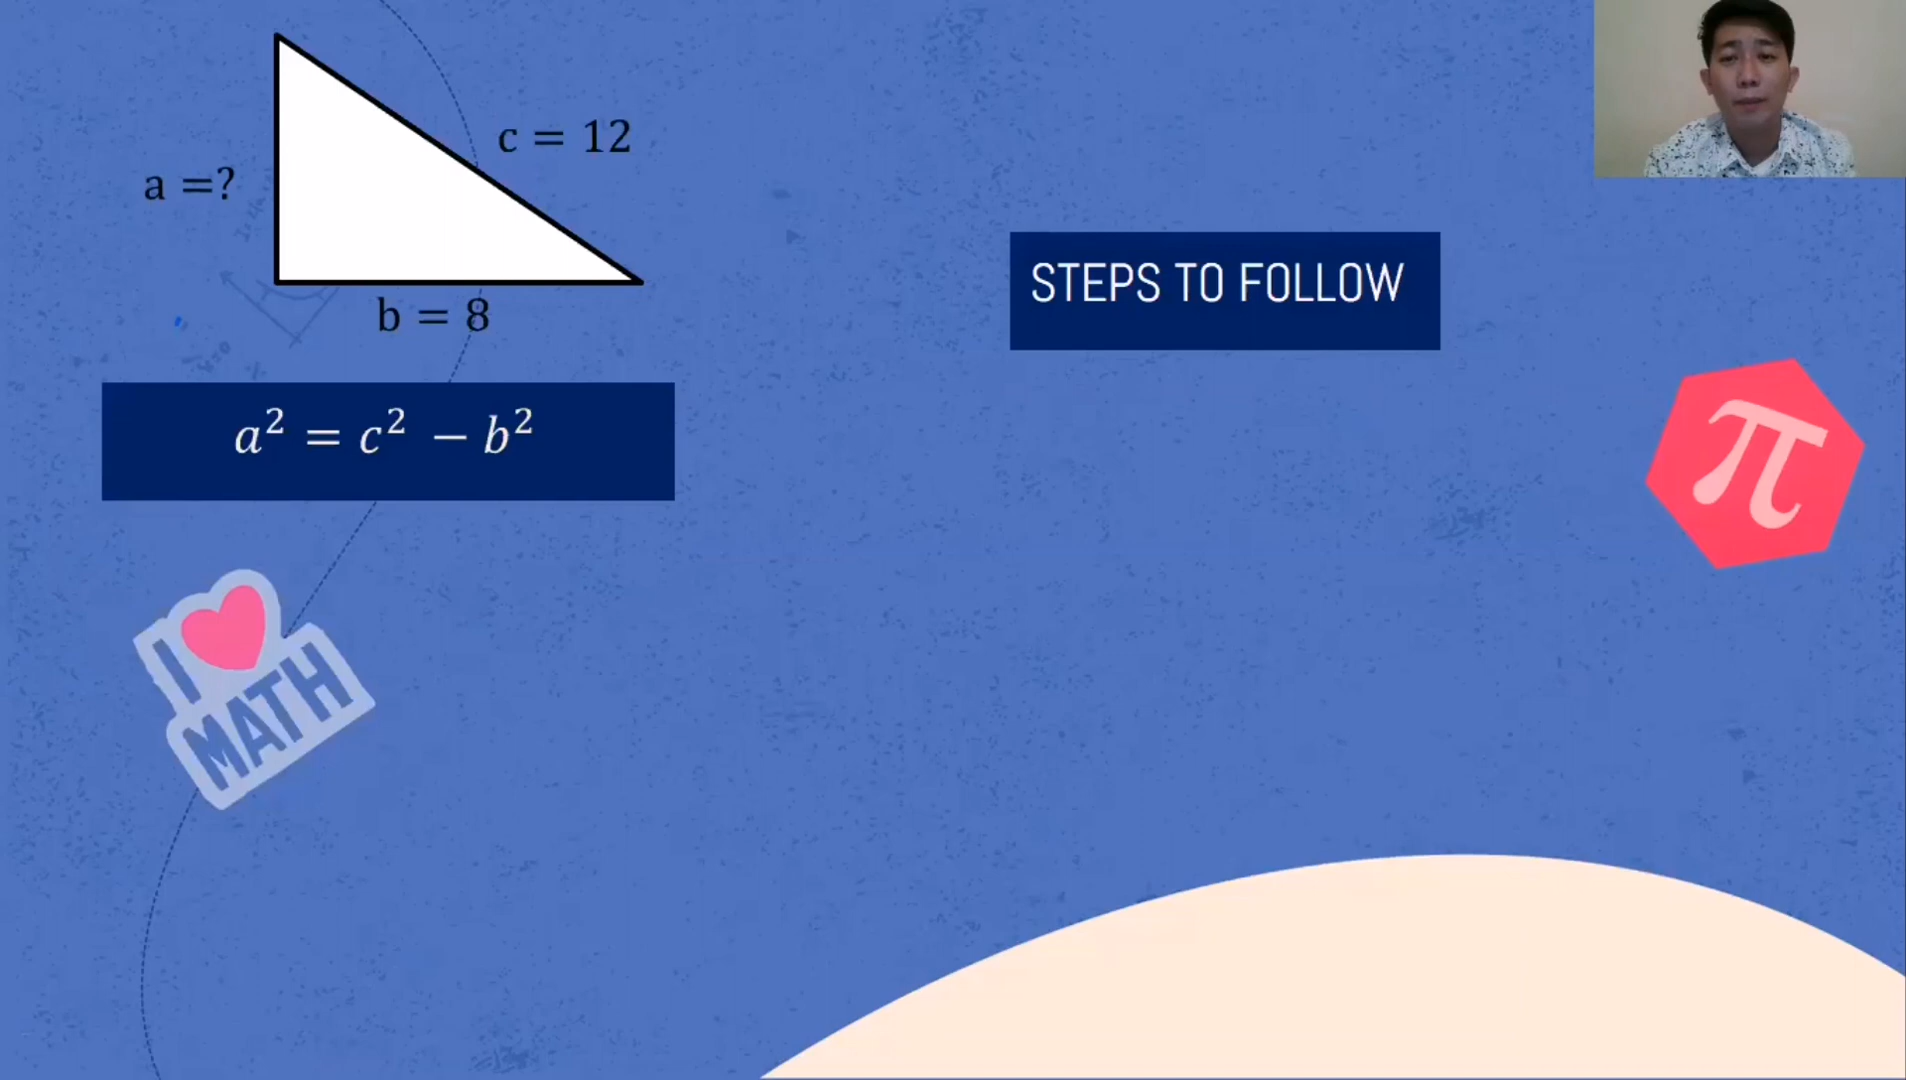 c = 12
a =?
b = 8
a² = c² − b²
STEPS TO FOLLOW
π
I
MATH